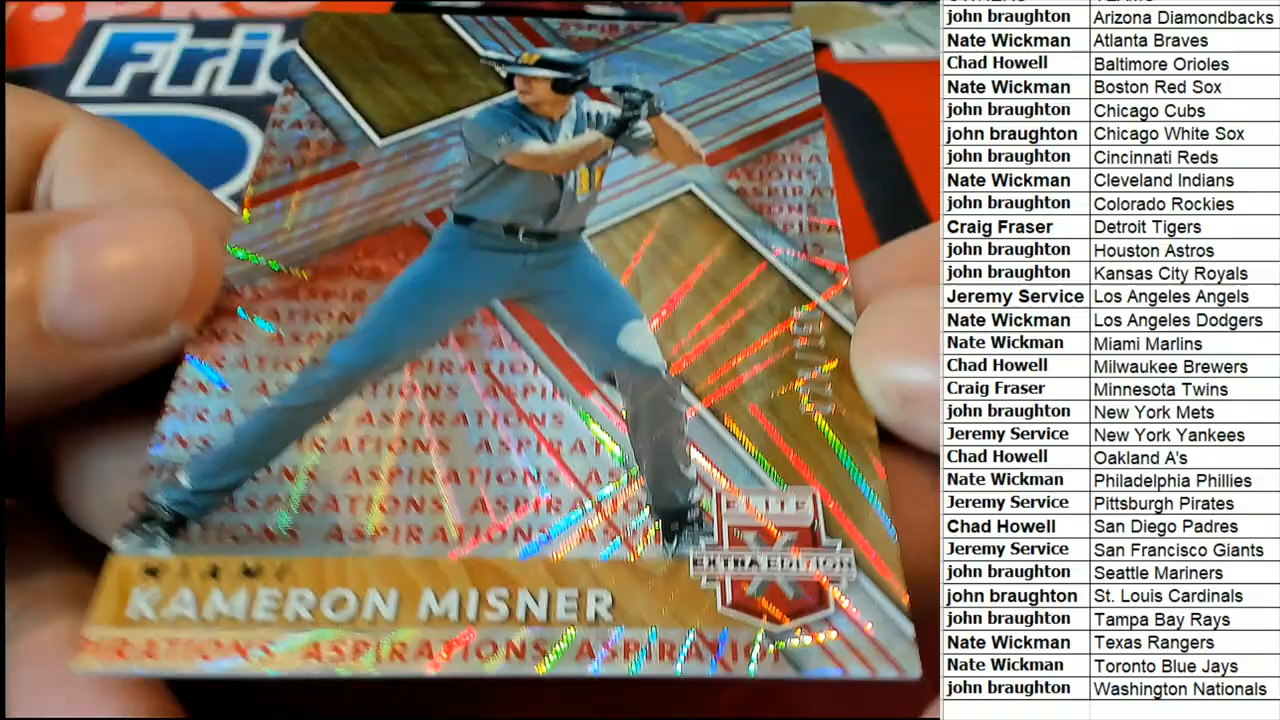 Fri
ASPIRATIONS
ELITE
EXTRA EDITION
MIAMI
KAMERON MISNER
RATIONS ASPIRATIONS ASPIRATION
john braughton Arizona Diamondbacks
Nate Wickman Atlanta Braves
Chad Howell Baltimore Orioles
Nate Wickman Boston Red Sox
john braughton Chicago Cubs
john braughton Chicago White Sox
john braughton Cincinnati Reds
Nate Wickman Cleveland Indians
john braughton Colorado Rockies
Craig Fraser Detroit Tigers
john braughton Houston Astros
john braughton Kansas City Royals
Jeremy Service Los Angeles Angels
Nate Wickman Los Angeles Dodgers
Nate Wickman Miami Marlins
Chad Howell Milwaukee Brewers
Craig Fraser Minnesota Twins
john braughton New York Mets
Jeremy Service New York Yankees
Chad Howell Oakland A's
Nate Wickman Philadelphia Phillies
Jeremy Service Pittsburgh Pirates
Chad Howell San Diego Padres
Jeremy Service San Francisco Giants
john braughton Seattle Mariners
john braughton St. Louis Cardinals
john braughton Tampa Bay Rays
Nate Wickman Texas Rangers
Nate Wickman Toronto Blue Jays
john braughton Washington Nationals